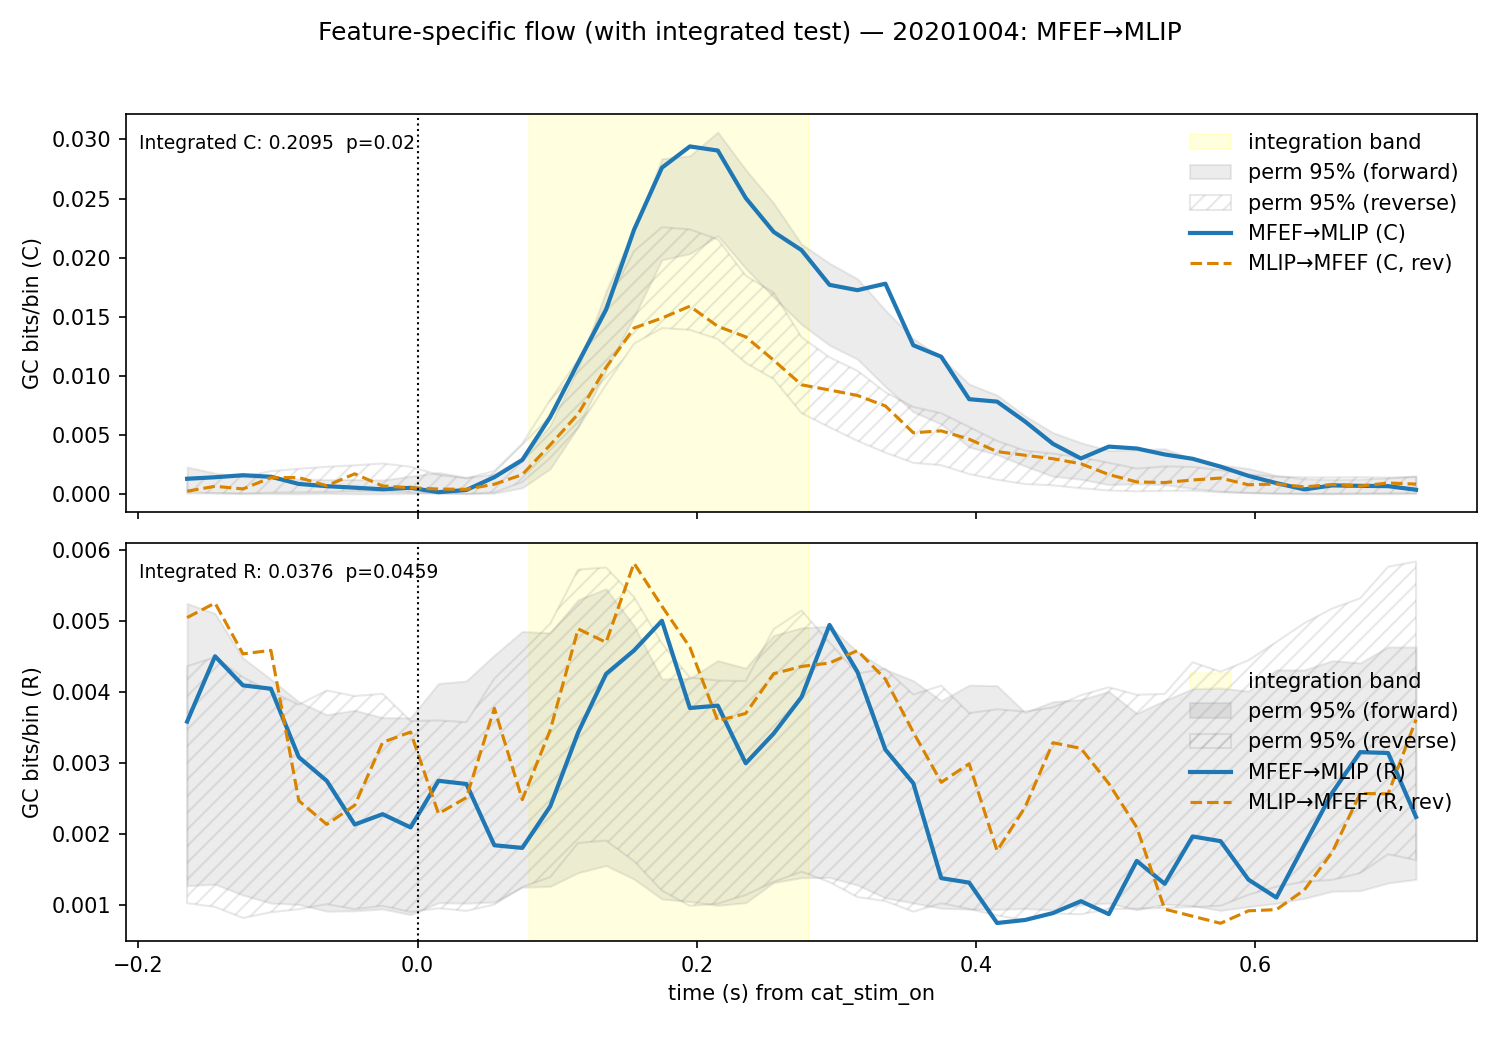 Feature-specific flow (with integrated test) — 20201004: MFEF→MLIP
Integrated C: 0.2095  p=0.02
integration band
perm 95% (forward)
perm 95% (reverse)
MFEF→MLIP (C)
MLIP→MFEF (C, rev)
GC bits/bin (C)
0.030
0.025
0.020
0.015
0.010
0.005
0.000
Integrated R: 0.0376  p=0.0459
integration band
perm 95% (forward)
perm 95% (reverse)
MFEF→MLIP (R)
MLIP→MFEF (R, rev)
GC bits/bin (R)
0.006
0.005
0.004
0.003
0.002
0.001
−0.2
0.0
0.2
0.4
0.6
time (s) from cat_stim_on